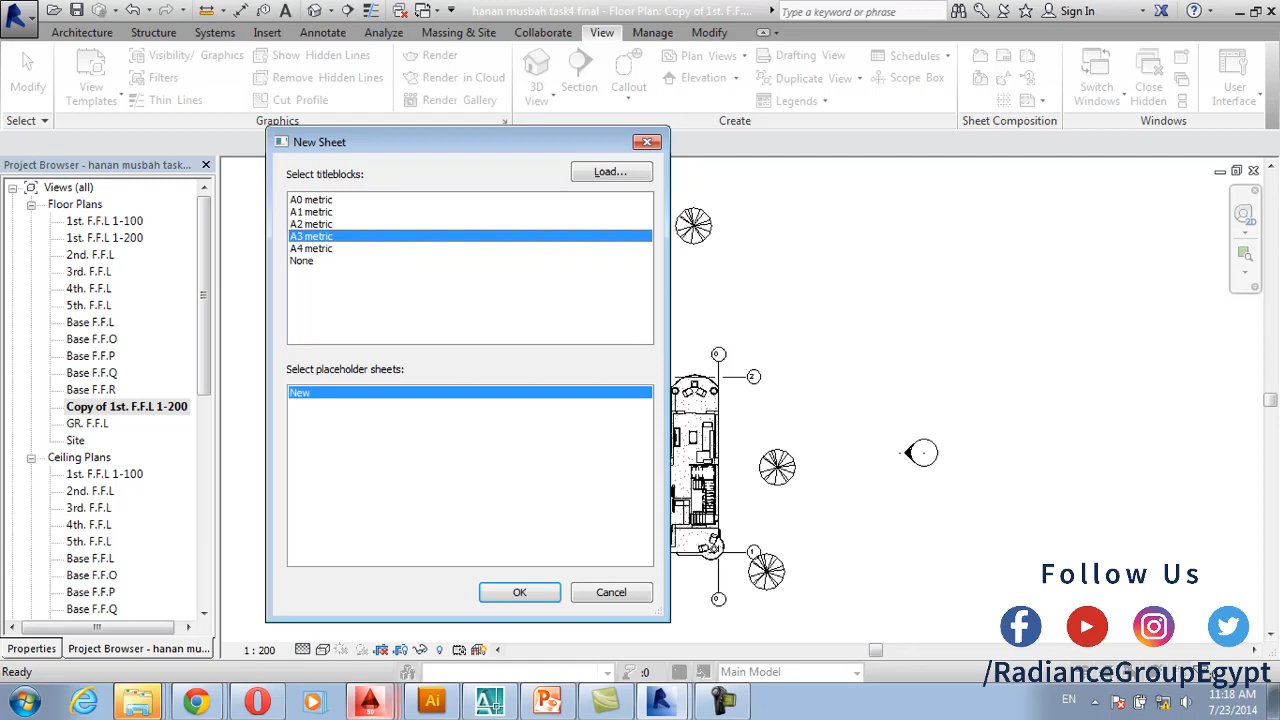 hanan musbah task4 final - Floor Plan: Copy of 1st. F.F....
Type a keyword or phrase
Sign In
Architecture Structure Systems Insert Annotate Analyze Massing & Site Collaborate View Manage Modify
Modify
View Templates
Visibility/ Graphics
Filters
Thin Lines
Show Hidden Lines
Remove Hidden Lines
Cut Profile
Render
Render in Cloud
Render Gallery
3D View
Section
Callout
Plan Views
Elevation
Drafting View
Duplicate View
Legends
Schedules
Scope Box
Switch Windows
Close Hidden
User Interface
Select Graphics Create Sheet Composition Windows
Project Browser - hanan musbah task...
Views (all)
Floor Plans
1st. F.F.L 1-100
1st. F.F.L 1-200
2nd. F.F.L
3rd. F.F.L
4th. F.F.L
5th. F.F.L
Base F.F.L
Base F.F.O
Base F.F.P
Base F.F.Q
Base F.F.R
Copy of 1st. F.F.L 1-200
GR. F.F.L
Site
Ceiling Plans
1st. F.F.L 1-100
2nd. F.F.L
3rd. F.F.L
4th. F.F.L
5th. F.F.L
Base F.F.L
Base F.F.O
Base F.F.P
Base F.F.Q
Properties
Project Browser - hanan mu...
New Sheet
Select titleblocks:
Load...
A0 metric
A1 metric
A2 metric
A3 metric
A4 metric
None
Select placeholder sheets:
New
OK
Cancel
2D
2
1
1 : 200
Ready
:0
Main Model
Follow Us
/RadianceGroupEgypt
EN
11:18 AM
7/23/2014